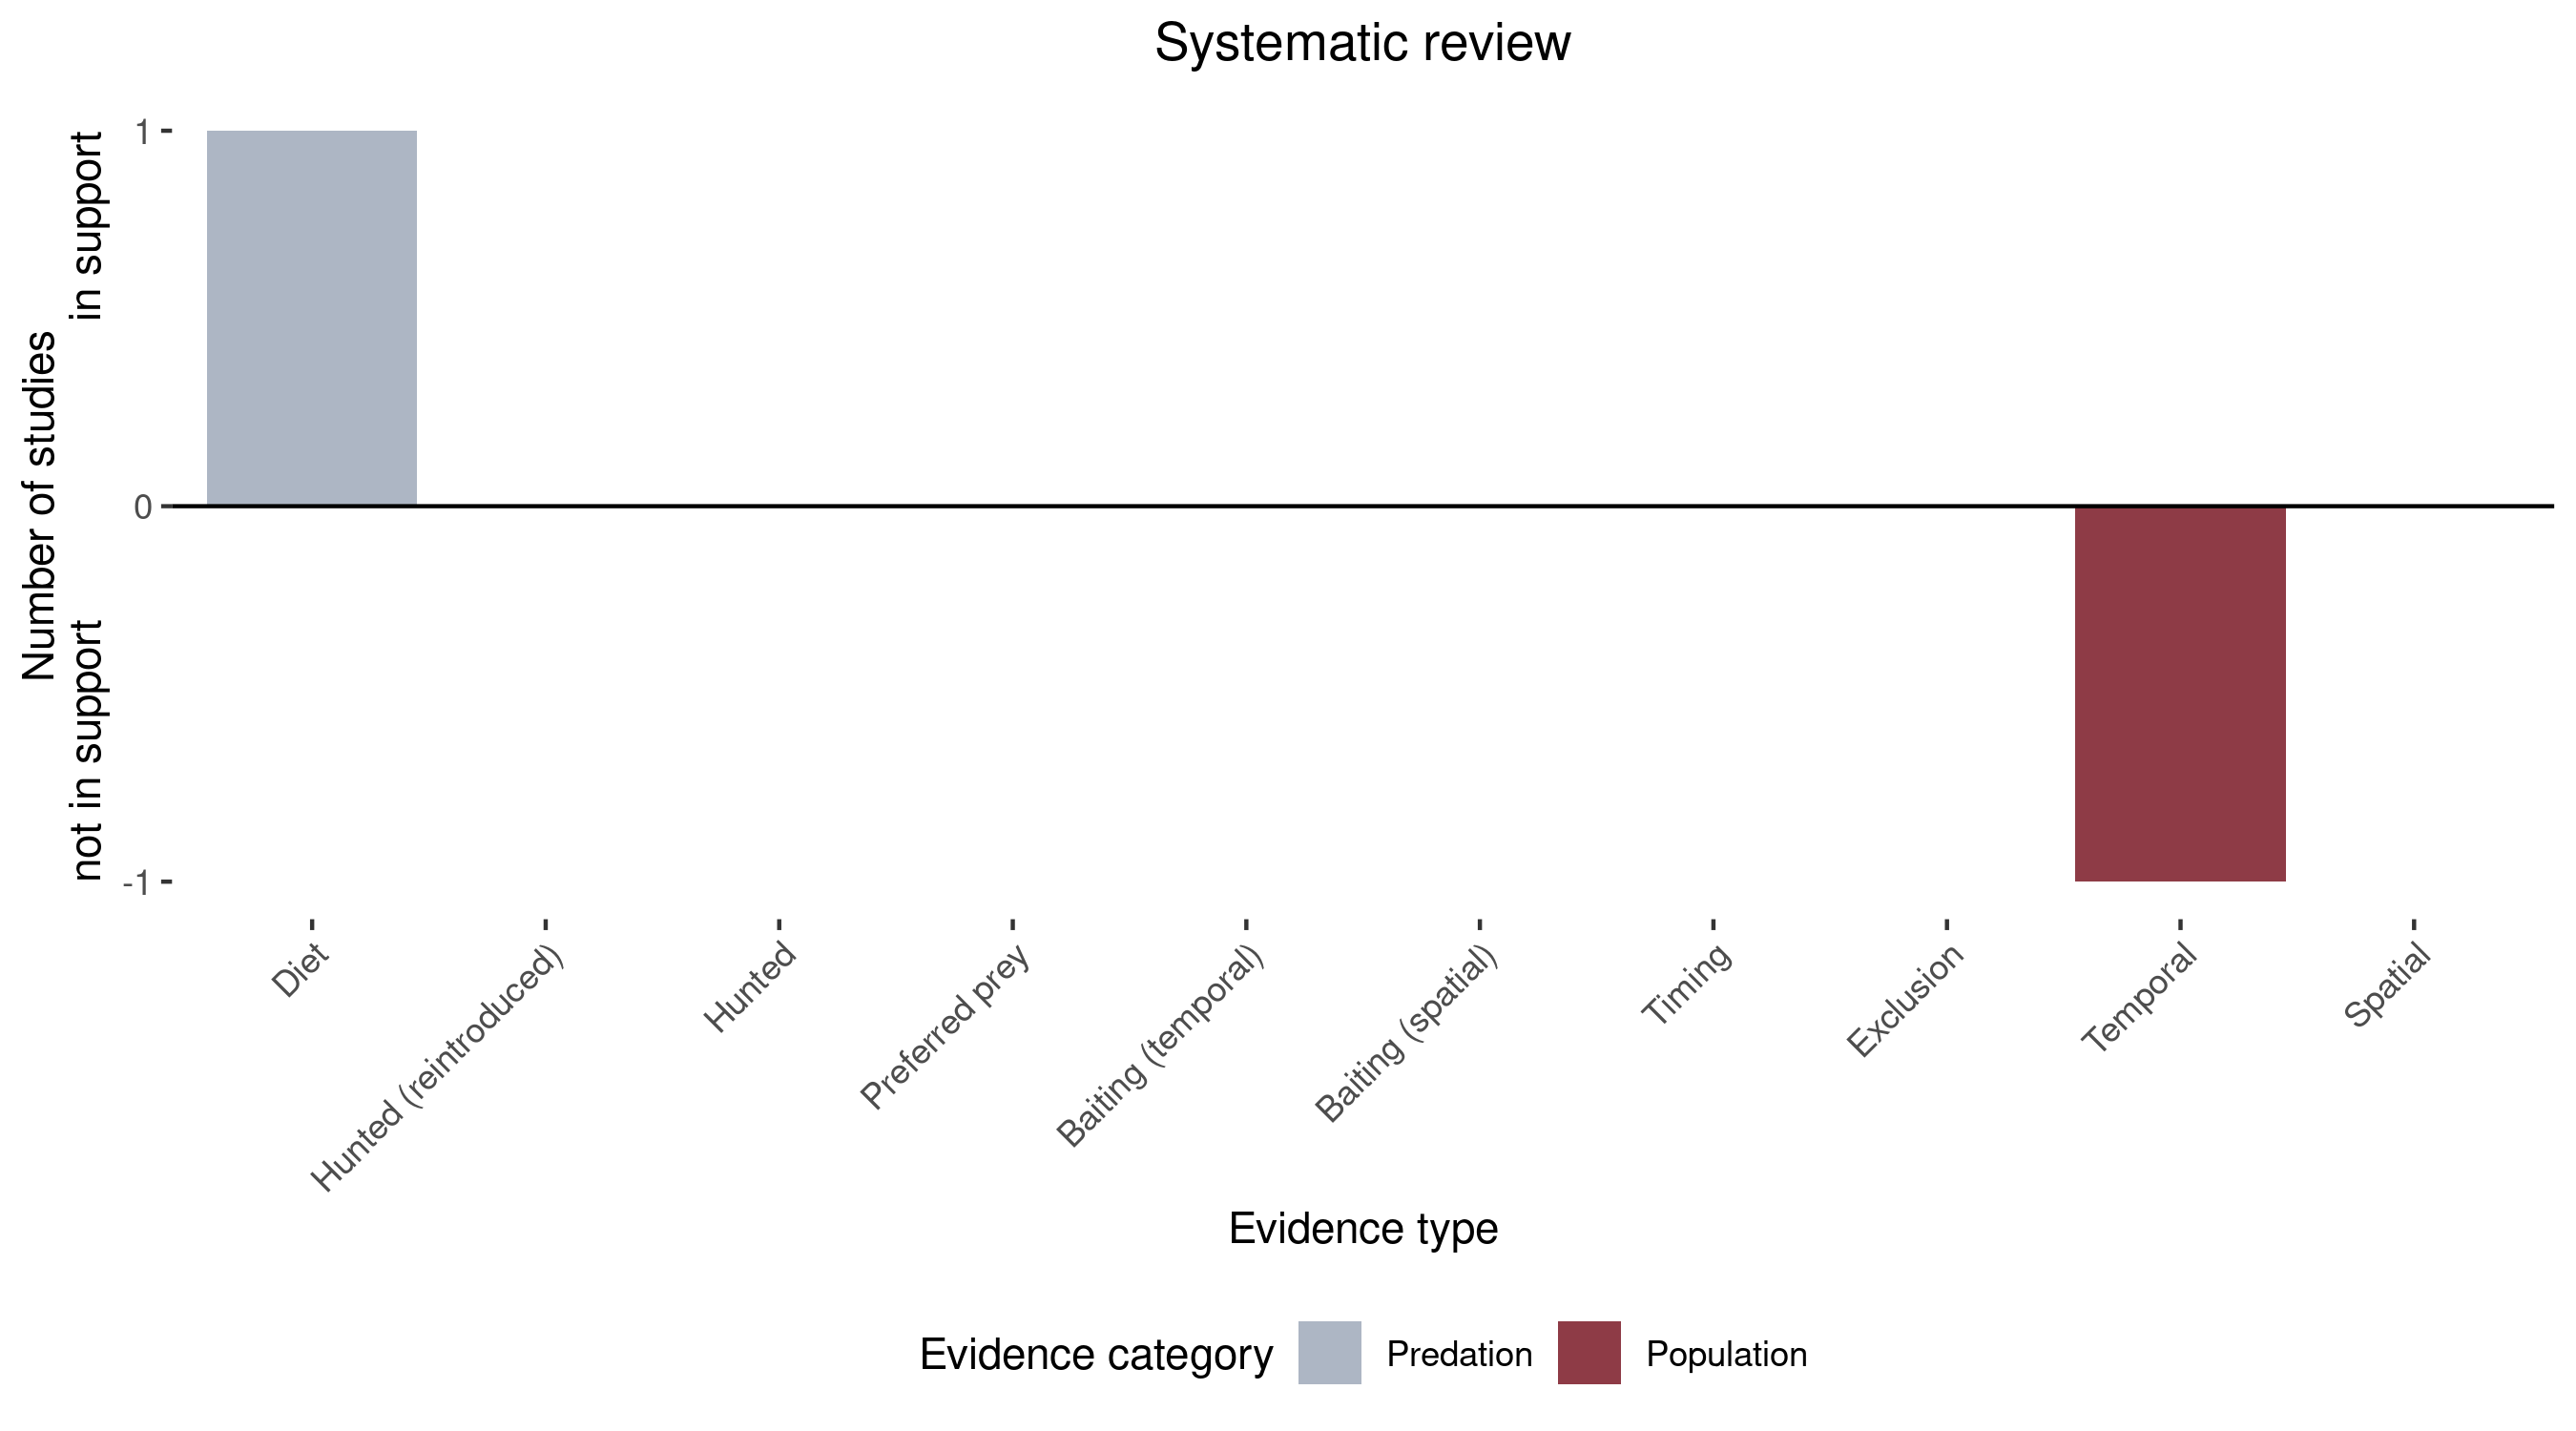 Systematic review
Number of studies
not in support in support
1
0
-1
Diet
Hunted (reintroduced)
Hunted
Preferred prey
Baiting (temporal)
Baiting (spatial)
Timing
Exclusion
Temporal
Spatial
Evidence type
Evidence category Predation Population